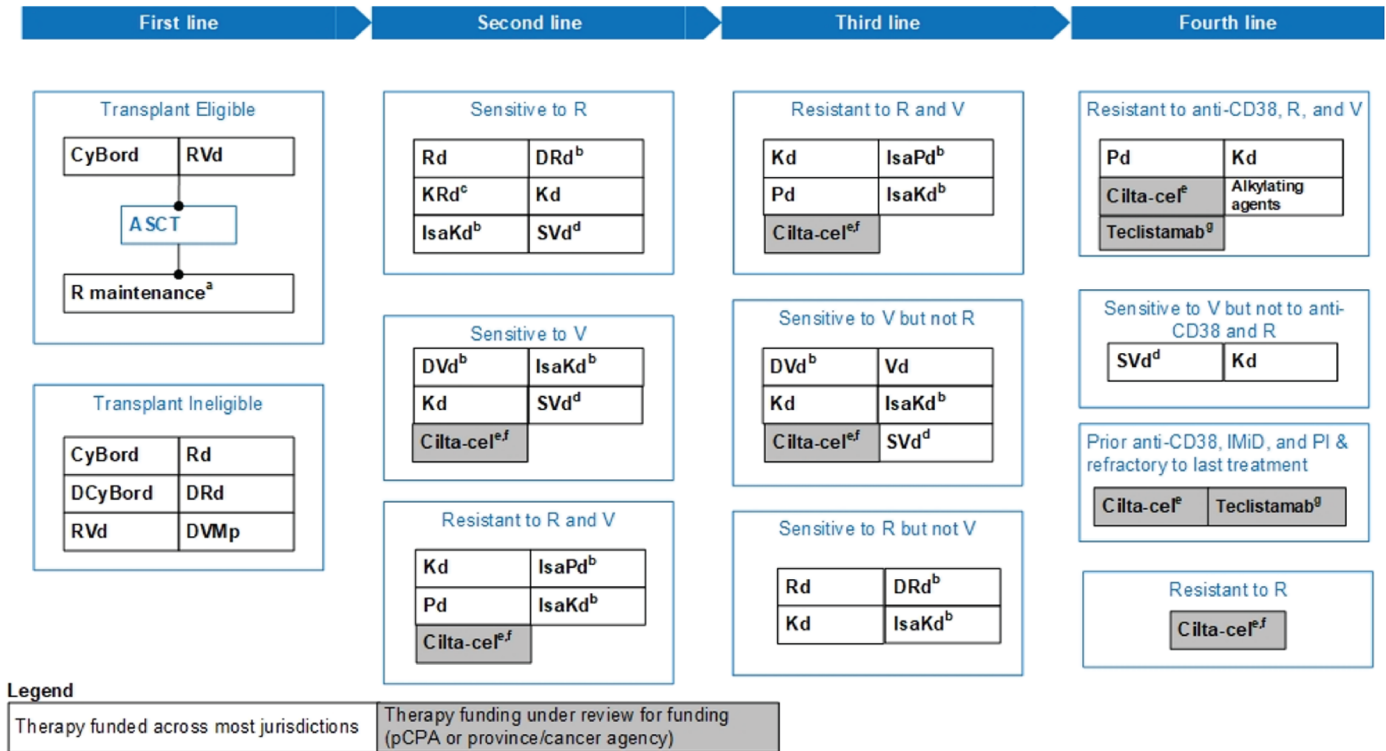 First line
Second line
Third line
Fourth line
Transplant Eligible
CyBord RVd
ASCT
R maintenanceᵃ
Transplant Ineligible
CyBord Rd
DCyBord DRd
RVd DVMp
Sensitive to R
Rd DRdᵇ
KRdᶜ Kd
IsaKdᵇ SVdᵈ
Sensitive to V
DVdᵇ IsaKdᵇ
Kd SVdᵈ
Cilta-celᵉ,ᶠ
Resistant to R and V
Kd IsaPdᵇ
Pd IsaKdᵇ
Cilta-celᵉ,ᶠ
Resistant to R and V
Kd IsaPdᵇ
Pd IsaKdᵇ
Cilta-celᵉ,ᶠ
Sensitive to V but not R
DVdᵇ Vd
Kd IsaKdᵇ
Cilta-celᵉ,ᶠ SVdᵈ
Sensitive to R but not V
Rd DRdᵇ
Kd IsaKdᵇ
Resistant to anti-CD38, R, and V
Pd Kd
Cilta-celᵉ Alkylating
agents
Teclistamabᵍ
Sensitive to V but not to anti-
CD38 and R
SVdᵈ Kd
Prior anti-CD38, IMiD, and PI &
refractory to last treatment
Cilta-celᵉ Teclistamabᵍ
Resistant to R
Cilta-celᵉ,ᶠ
Legend
Therapy funded across most jurisdictions
Therapy funding under review for funding
(pCPA or province/cancer agency)